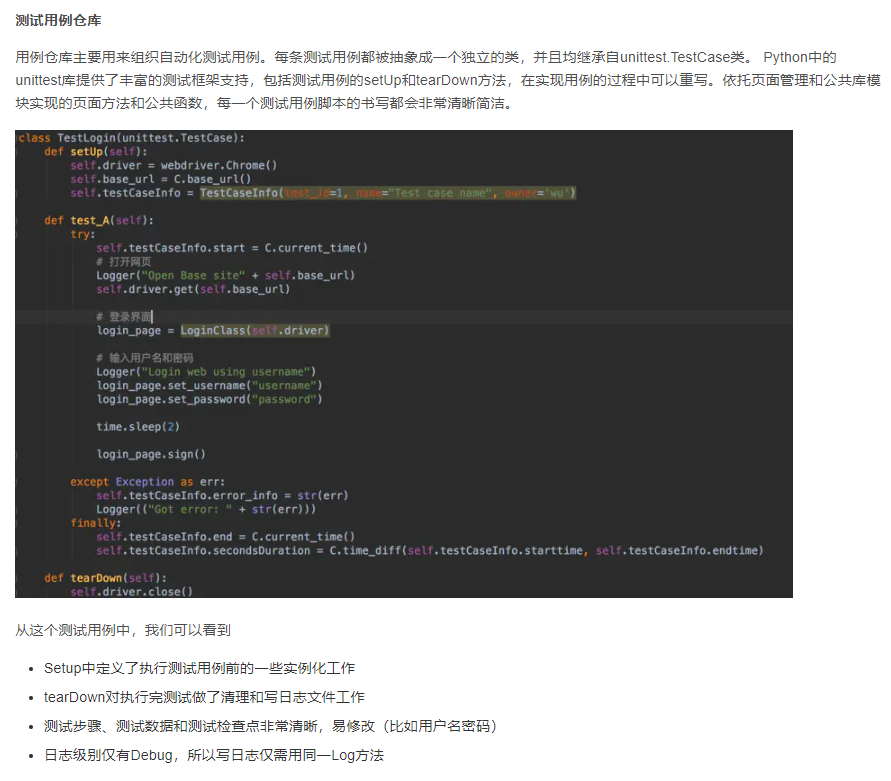 测试用例仓库
用例仓库主要用来组织自动化测试用例。每条测试用例都被抽象成一个独立的类，并且均继承自unittest.TestCase类。 Python中的
unittest库提供了丰富的测试框架支持，包括测试用例的setUp和tearDown方法，在实现用例的过程中可以重写。依托页面管理和公共库模
块实现的页面方法和公共函数，每一个测试用例脚本的书写都会非常清晰简洁。
class TestLogin(unittest.TestCase):
def setUp(self):
self.driver = webdriver.Chrome()
self.base_url = C.base_url()
self.testCaseInfo = TestCaseInfo(test_id=1, name="Test case name", owner='wu')
def test_A(self):
try:
self.testCaseInfo.start = C.current_time()
# 打开网页
Logger("Open Base site" + self.base_url)
self.driver.get(self.base_url)
# 登录界面
login_page = LoginClass(self.driver)
# 输入用户名和密码
Logger("Login web using username")
login_page.set_username("username")
login_page.set_password("password")
time.sleep(2)
login_page.sign()
except Exception as err:
self.testCaseInfo.error_info = str(err)
Logger(("Got error: " + str(err)))
finally:
self.testCaseInfo.end = C.current_time()
self.testCaseInfo.secondsDuration = C.time_diff(self.testCaseInfo.starttime, self.testCaseInfo.endtime)
def tearDown(self):
self.driver.close()
从这个测试用例中，我们可以看到
• Setup中定义了执行测试用例前的一些实例化工作
• tearDown对执行完测试做了清理和写日志文件工作
• 测试步骤、测试数据和测试检查点非常清晰，易修改（比如用户名密码）
• 日志级别仅有Debug，所以写日志仅需用同一Log方法